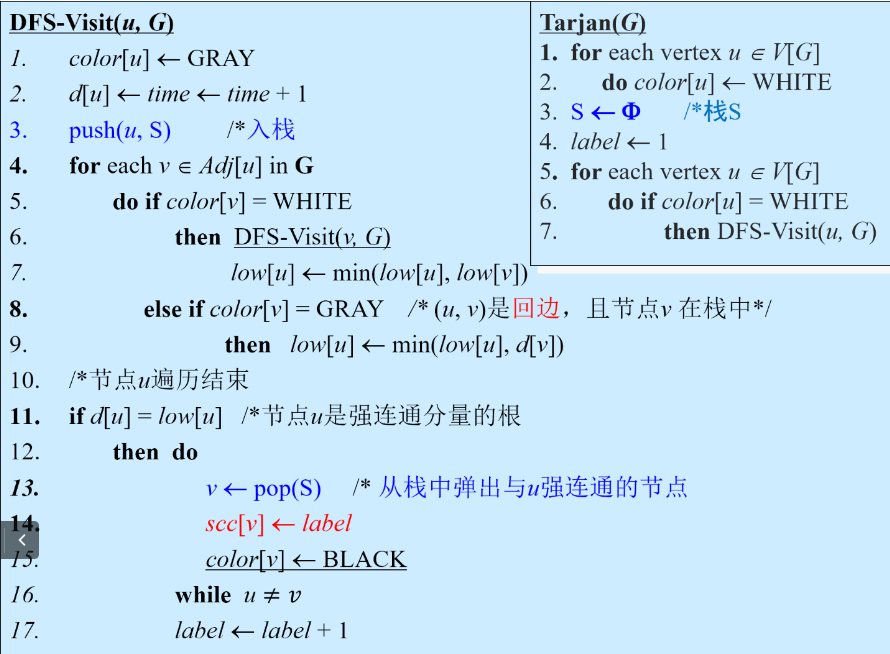 DFS-Visit(u, G)
1. color[u] ← GRAY
2. d[u] ← time ← time + 1
3. push(u, S) /*入栈
4. for each v ∈ Adj[u] in G
5. do if color[v] = WHITE
6. then DFS-Visit(v, G)
7. low[u] ← min(low[u], low[v])
8. else if color[v] = GRAY /* (u, v)是回边，且节点v 在栈中*/
9. then low[u] ← min(low[u], d[v])
10. /*节点u遍历结束
11. if d[u] = low[u] /*节点u是强连通分量的根
12. then do
13. v ← pop(S) /* 从栈中弹出与u强连通的节点
14. scc[v] ← label
15. color[v] ← BLACK
16. while u ≠ v
17. label ← label + 1
Tarjan(G)
1. for each vertex u ∈ V[G]
2. do color[u] ← WHITE
3. S ← Φ /*栈S
4. label ← 1
5. for each vertex u ∈ V[G]
6. do if color[u] = WHITE
7. then DFS-Visit(u, G)